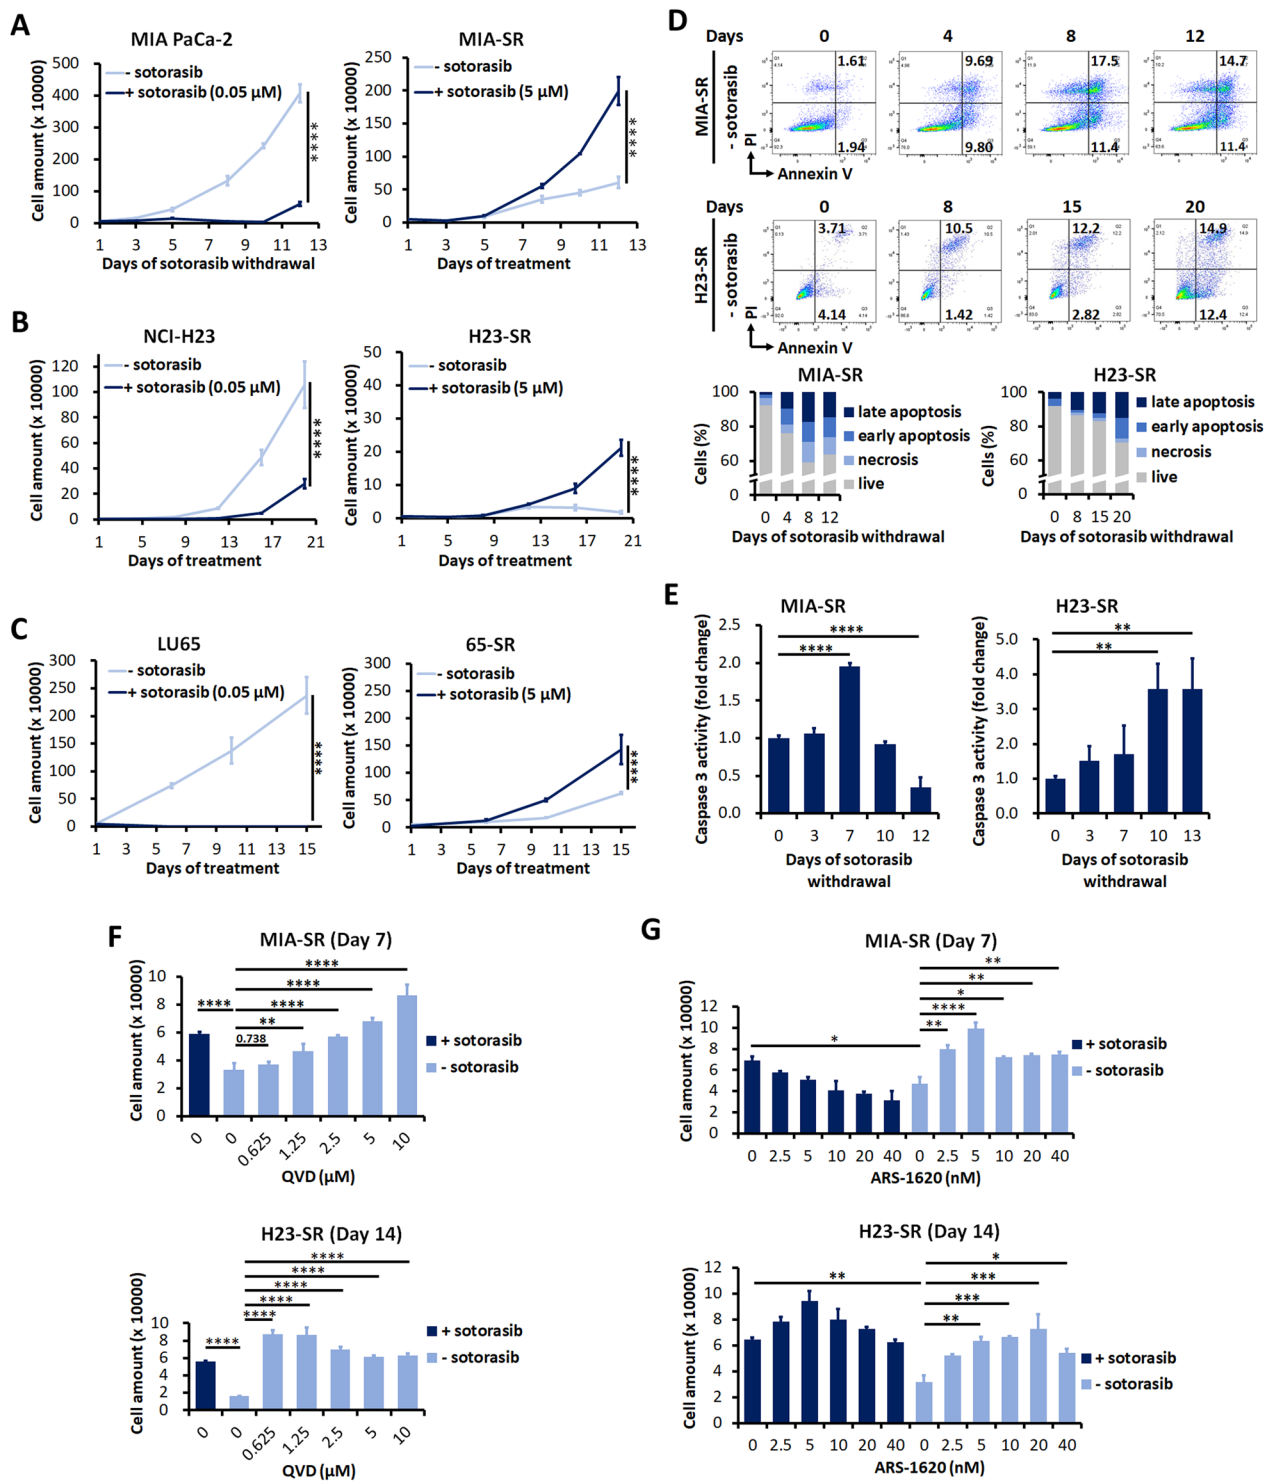 A
MIA PaCa-2
Cell amount (x 10000)
500
400
300
200
100
0
- sotorasib
+ sotorasib (0.05 µM)
****
1 3 5 7 9 11 13
Days of sotorasib withdrawal
MIA-SR
Cell amount (x 10000)
250
200
150
100
50
0
- sotorasib
+ sotorasib (5 µM)
****
1 3 5 7 9 11 13
Days of treatment
B
NCI-H23
Cell amount (x 10000)
120
100
80
60
40
20
0
- sotorasib
+ sotorasib (0.05 µM)
****
1 5 9 13 17 21
Days of treatment
H23-SR
Cell amount (x 10000)
50
40
30
20
10
0
- sotorasib
+ sotorasib (5 µM)
****
1 5 9 13 17 21
Days of treatment
C
LU65
Cell amount (x 10000)
300
250
200
150
100
50
0
- sotorasib
+ sotorasib (0.05 µM)
****
1 3 5 7 9 11 13 15
Days of treatment
65-SR
Cell amount (x 10000)
300
250
200
150
100
50
0
- sotorasib
+ sotorasib (5 µM)
****
1 3 5 7 9 11 13 15
Days of treatment
D
Days 0 4 8 12
MIA-SR
- sotorasib
1.61 9.69 17.5 14.7
1.94 9.80 11.4 11.4
PI
Annexin V
Days 0 8 15 20
H23-SR
- sotorasib
3.71 10.5 12.2 14.9
4.14 1.42 2.82 12.4
PI
Annexin V
MIA-SR
Cells (%)
100
80
60
0
late apoptosis
early apoptosis
necrosis
live
0 4 8 12
Days of sotorasib withdrawal
H23-SR
Cells (%)
100
80
60
0
late apoptosis
early apoptosis
necrosis
live
0 8 15 20
Days of sotorasib withdrawal
E
MIA-SR
Caspase 3 activity (fold change)
2.5
2.0
1.5
1.0
0.5
0.0
****
****
0 3 7 10 12
Days of sotorasib
withdrawal
H23-SR
Caspase 3 activity (fold change)
5.0
4.0
3.0
2.0
1.0
0.0
**
**
0 3 7 10 13
Days of sotorasib
withdrawal
F
MIA-SR (Day 7)
Cell amount (x 10000)
10
8
6
4
2
0
****
****
**** ****
**
0.738
+ sotorasib
- sotorasib
0 0 0.625 1.25 2.5 5 10
QVD (µM)
H23-SR (Day 14)
Cell amount (x 10000)
10
8
6
4
2
0
****
****
****
****
****
****
+ sotorasib
- sotorasib
0 0 0.625 1.25 2.5 5 10
QVD (µM)
G
MIA-SR (Day 7)
Cell amount (x 10000)
12
10
8
6
4
2
0
**
**
*
****
**
*
+ sotorasib
- sotorasib
0 2.5 5 10 20 40 0 2.5 5 10 20 40
ARS-1620 (nM)
H23-SR (Day 14)
Cell amount (x 10000)
12
10
8
6
4
2
0
*
** ***
***
**
+ sotorasib
- sotorasib
0 2.5 5 10 20 40 0 2.5 5 10 20 40
ARS-1620 (nM)